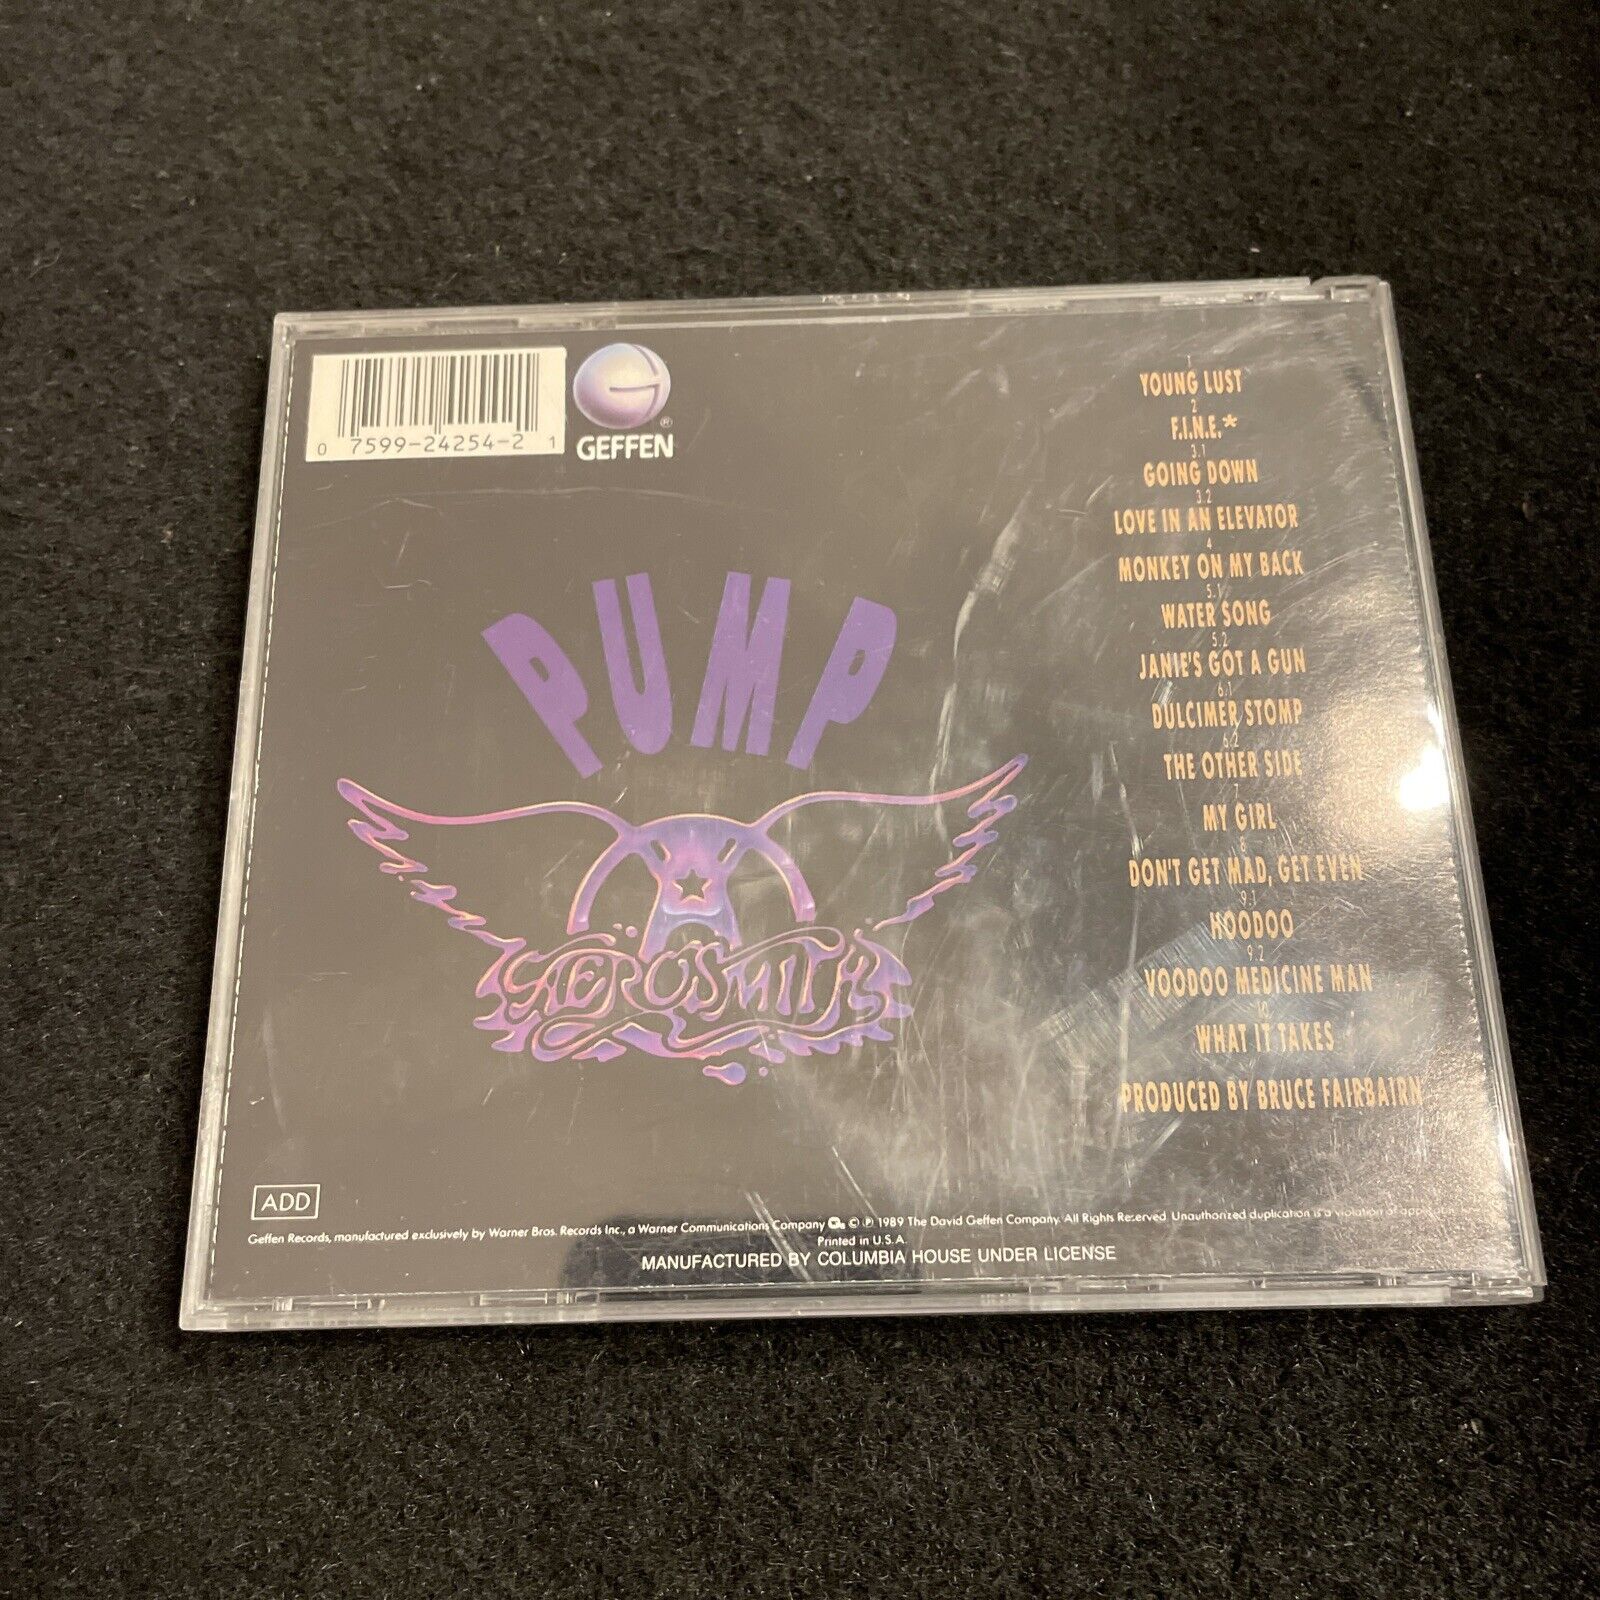 0 7599-24254-2 1
GEFFEN®
PUMP
AEROSMITH
1
YOUNG LUST
2
F.I.N.E.*
3.1
GOING DOWN
3.2
LOVE IN AN ELEVATOR
4
MONKEY ON MY BACK
5.1
WATER SONG
5.2
JANIE'S GOT A GUN
6.1
DULCIMER STOMP
6.2
THE OTHER SIDE
7
MY GIRL
8
DON'T GET MAD, GET EVEN
9.1
HOODOO
9.2
VOODOO MEDICINE MAN
10
WHAT IT TAKES
PRODUCED BY BRUCE FAIRBAIRN
ADD
Geffen Records, manufactured exclusively by Warner Bros. Records Inc., a Warner Communications Company © ℗ 1989 The David Geffen Company. All Rights Reserved. Unauthorized duplication is a violation of applicable
Printed in U.S.A.
MANUFACTURED BY COLUMBIA HOUSE UNDER LICENSE